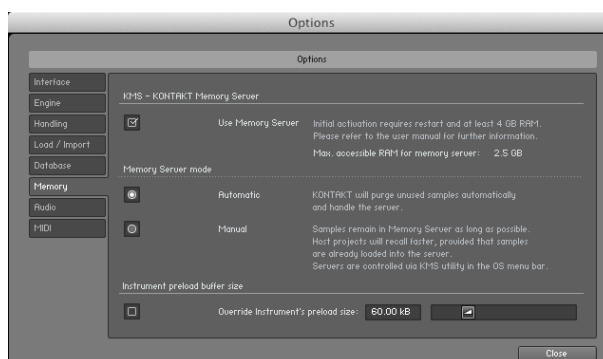 Options
Options
Interface
Engine
Handling
Load / Import
Database
Memory
Audio
MIDI
KMS - KONTAKT Memory Server
Use Memory Server
Initial activation requires restart and at least 4 GB RAM.
Please refer to the user manual for further information.
Max. accessible RAM for memory server: 2.5 GB
Memory Server mode
Automatic
KONTAKT will purge unused samples automatically
and handle the server.
Manual
Samples remain in Memory Server as long as possible.
Host projects will recall faster, provided that samples
are already loaded into the server.
Servers are controlled via KMS utility in the OS menu bar.
Instrument preload buffer size
Override Instrument's preload size: 60.00 kB
Close